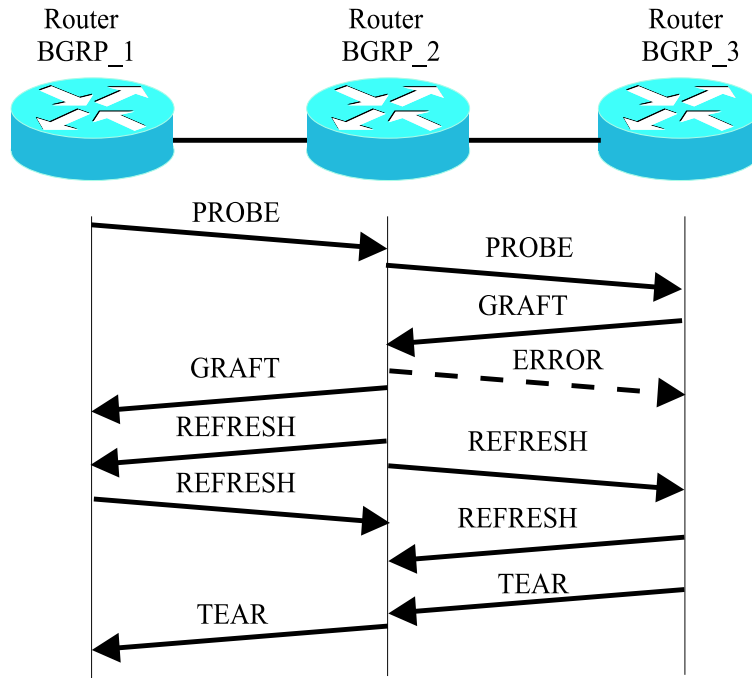 Router
BGRP_1
Router
BGRP_2
Router
BGRP_3
PROBE
PROBE
GRAFT
ERROR
GRAFT
REFRESH
REFRESH
REFRESH
REFRESH
TEAR
TEAR